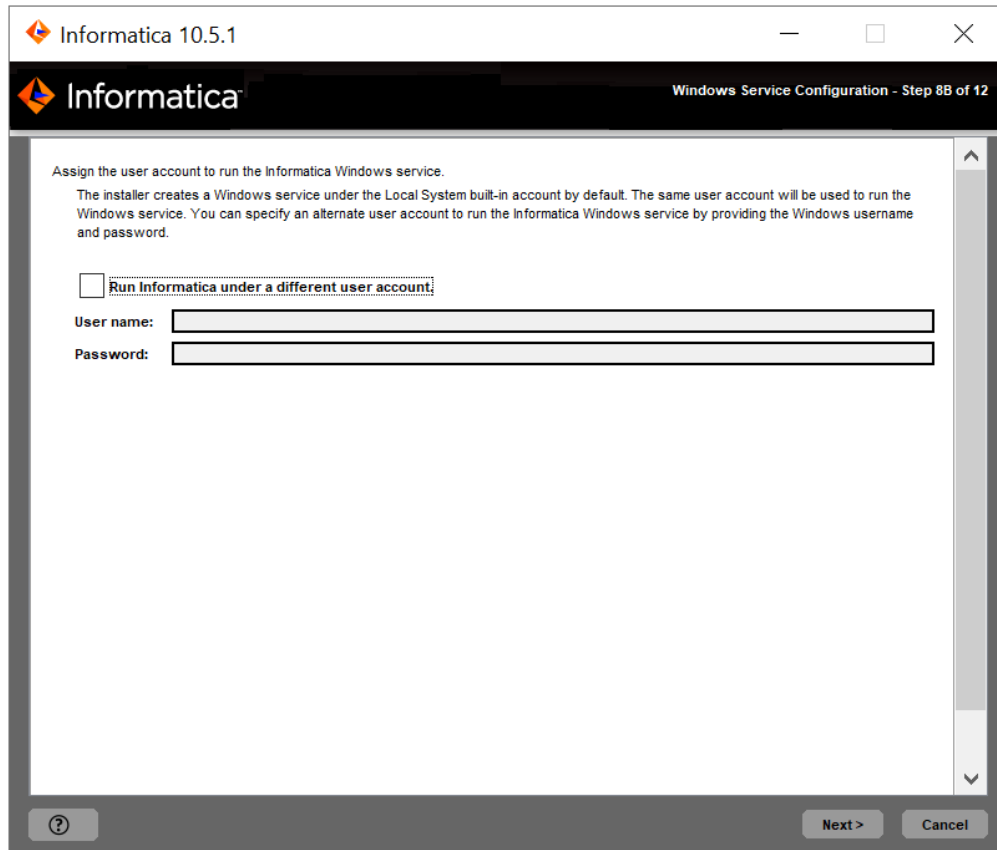 Informatica 10.5.1
Informatica
Windows Service Configuration - Step 8B of 12
Assign the user account to run the Informatica Windows service.
The installer creates a Windows service under the Local System built-in account by default. The same user account will be used to run the
Windows service. You can specify an alternate user account to run the Informatica Windows service by providing the Windows username
and password.
Run Informatica under a different user account.
User name:
Password:
?
Next >
Cancel